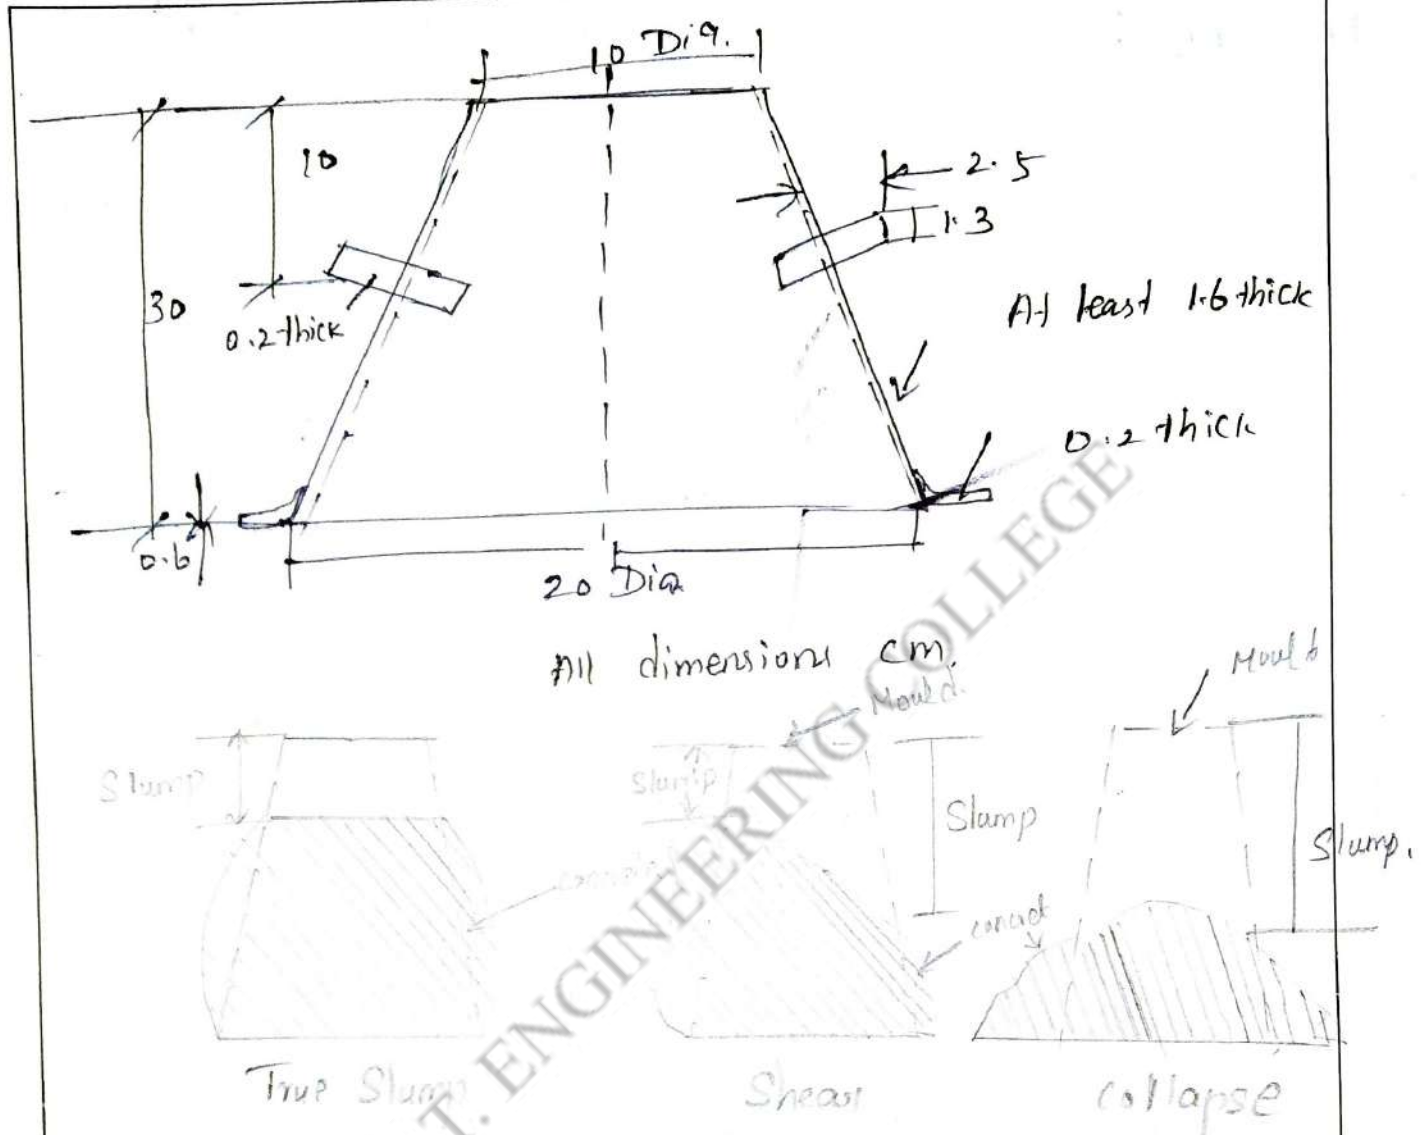 10 Dia.
10
2.5
1.3
30
0.2 thick
At least 1.6 thick
0.2 thick
0.6
20 Dia
All dimensions cm.
Mould.
Mould
Slump
Slump
Slump
Slump.
concret
True Slump
Shear
Collapse
T. ENGINEERING COLLEGE